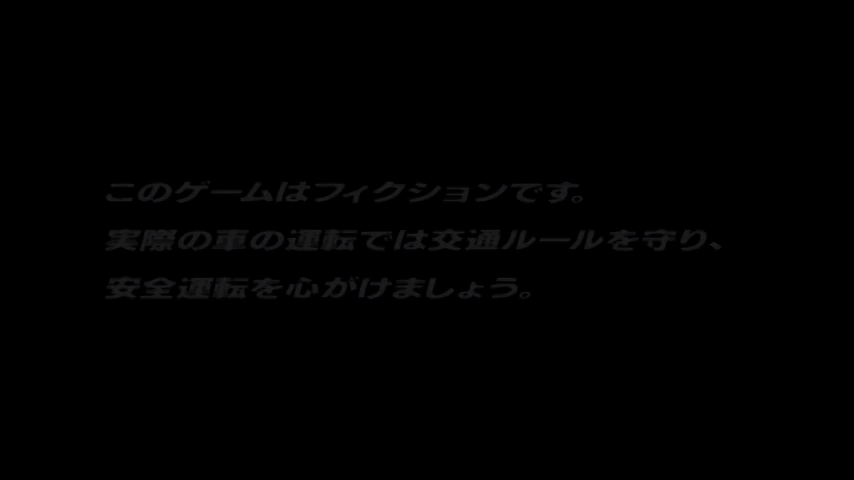 このゲームはフィクションです。
実際の車の運転では交通ルールを守り、
安全運転を心がけましょう。